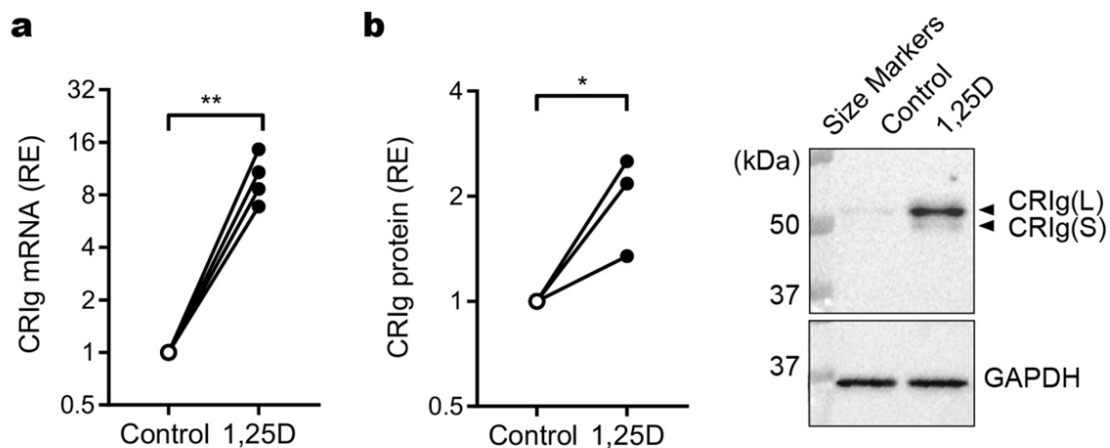 a
CRIg mRNA (RE)
32
16
8
4
2
1
0.5
**
Control 1,25D
b
CRIg protein (RE)
4
2
1
0.5
*
Control 1,25D
Size Markers
Control
1,25D
(kDa)
50
37
CRIg(L)
CRIg(S)
37
GAPDH